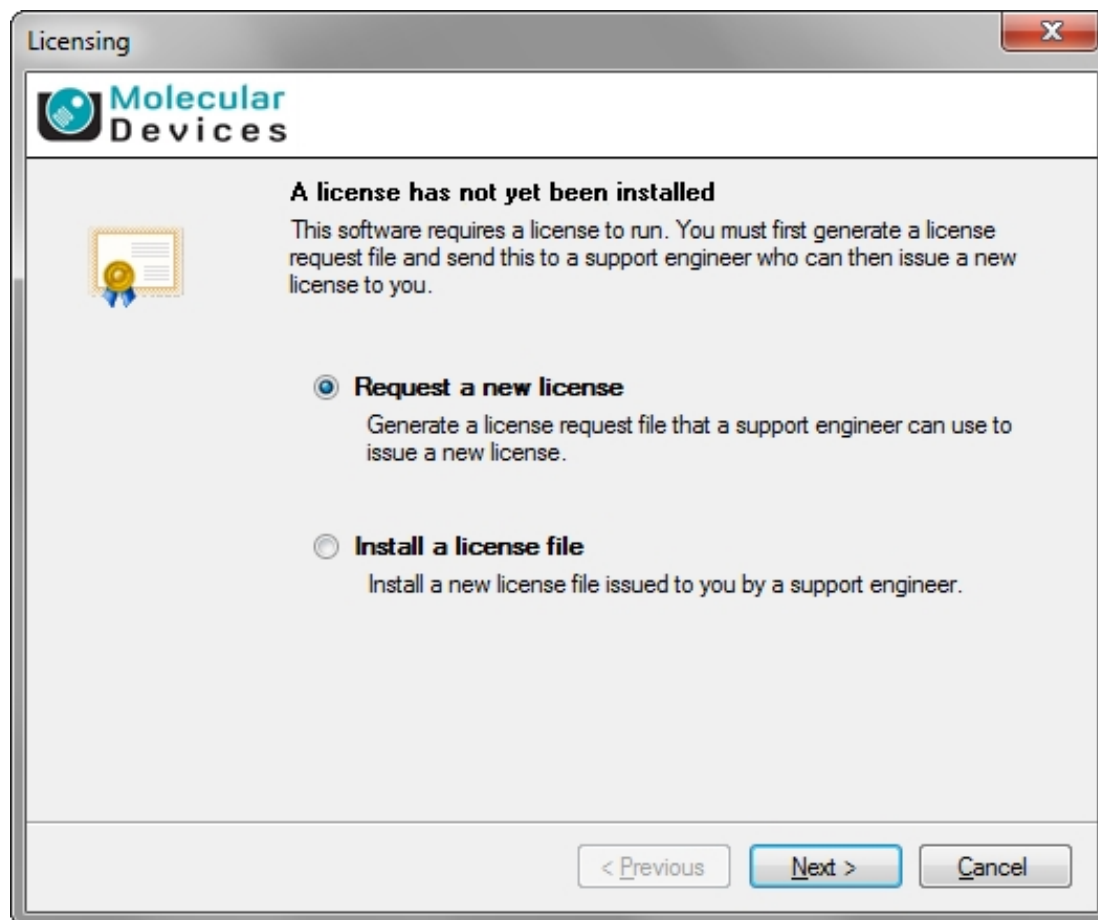 Licensing
Molecular
Devices
A license has not yet been installed
This software requires a license to run. You must first generate a license
request file and send this to a support engineer who can then issue a new
license to you.
Request a new license
Generate a license request file that a support engineer can use to
issue a new license.
Install a license file
Install a new license file issued to you by a support engineer.
< Previous
Next >
Cancel